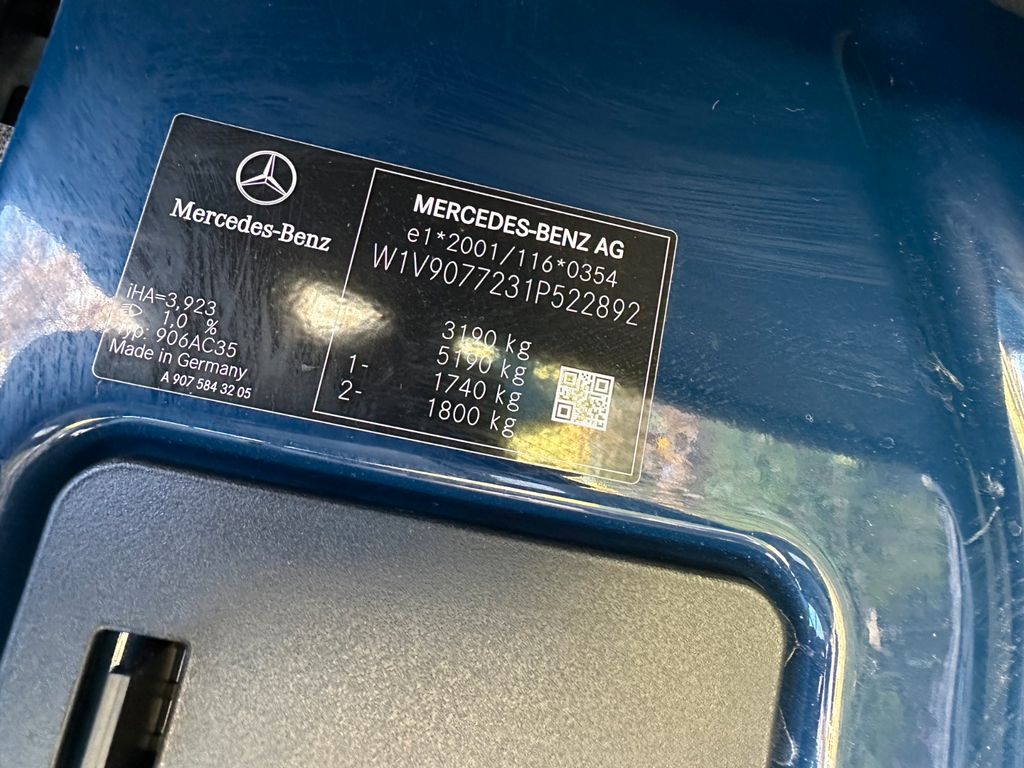 Mercedes-Benz
iHA=3,923
1,0 %
Typ: 906AC35
Made in Germany
A 907 584 32 05
MERCEDES-BENZ AG
e1*2001/116*0354
W1V9077231P522892
3190 kg
5190 kg
1- 1740 kg
2- 1800 kg